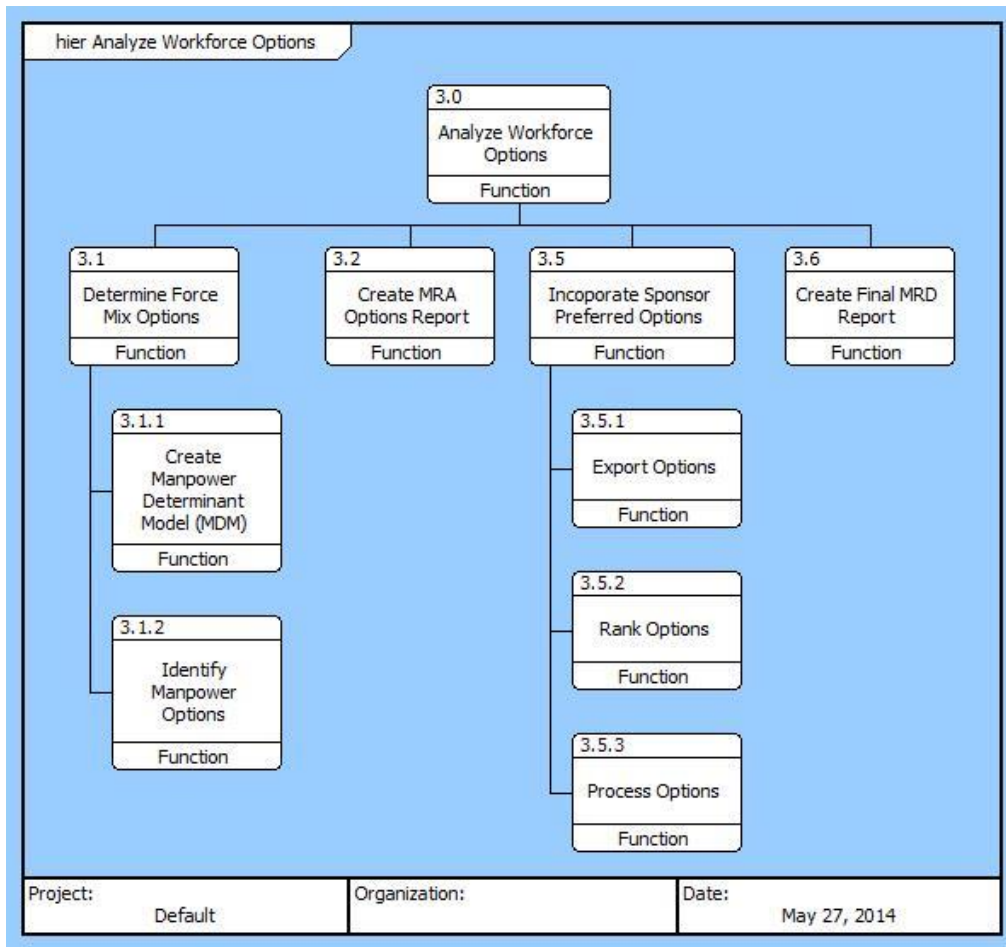 hier Analyze Workforce Options
3.0
Analyze Workforce
Options
Function
3.1
Determine Force
Mix Options
Function
3.2
Create MRA
Options Report
Function
3.5
Incoporate Sponsor
Preferred Options
Function
3.6
Create Final MRD
Report
Function
3.1.1
Create
Manpower
Determinant
Model (MDM)
Function
3.1.2
Identify
Manpower
Options
Function
3.5.1
Export Options
Function
3.5.2
Rank Options
Function
3.5.3
Process Options
Function
Project:
Default
Organization:
Date:
May 27, 2014